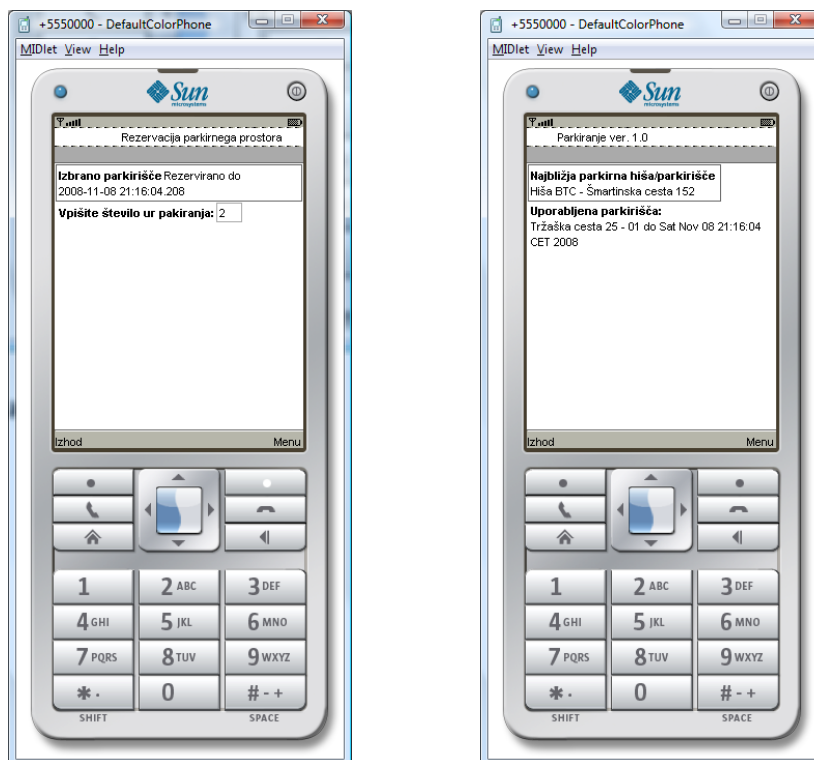 +5550000 - DefaultColorPhone
MIDlet View Help
Sun
microsystems
Rezervacija parkirnega prostora
Izbrano parkirišče Rezervirano do
2008-11-08 21:16:04.208
Vpišite število ur pakiranja: 2
Izhod Menu
1 2 ABC 3 DEF
4 GHI 5 JKL 6 MNO
7 PQRS 8 TUV 9 WXYZ
* . 0 # - +
SHIFT SPACE
+5550000 - DefaultColorPhone
MIDlet View Help
Sun
microsystems
Parkiranje ver. 1.0
Najbližja parkirna hiša/parkirišče
Hiša BTC - Šmartinska cesta 152
Uporabljena parkirišča:
Tržaška cesta 25 - 01 do Sat Nov 08 21:16:04
CET 2008
Izhod Menu
1 2 ABC 3 DEF
4 GHI 5 JKL 6 MNO
7 PQRS 8 TUV 9 WXYZ
* . 0 # - +
SHIFT SPACE